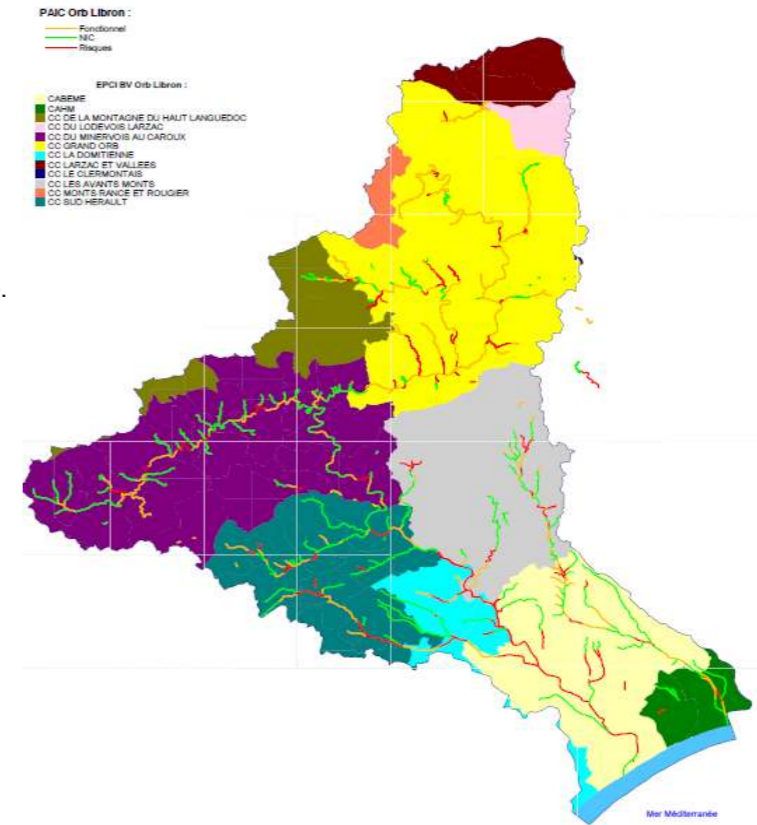 PAIC Orb Libron :
Fonctionnel
NIC
Risques
EPCI BV Orb Libron :
CABEME
CAHM
CC DE LA MONTAGNE DU HAUT LANGUEDOC
CC DU LODEVOIS LARZAC
CC DU MINERVOIS AU CAROUX
CC GRAND ORB
CC LA DOMITIENNE
CC LARZAC ET VALLEES
CC LE CLERMONTAIS
CC LES AVANTS MONTS
CC MONTS RANCE ET ROUGIER
CC SUD HERAULT
.
Mer Méditerranée